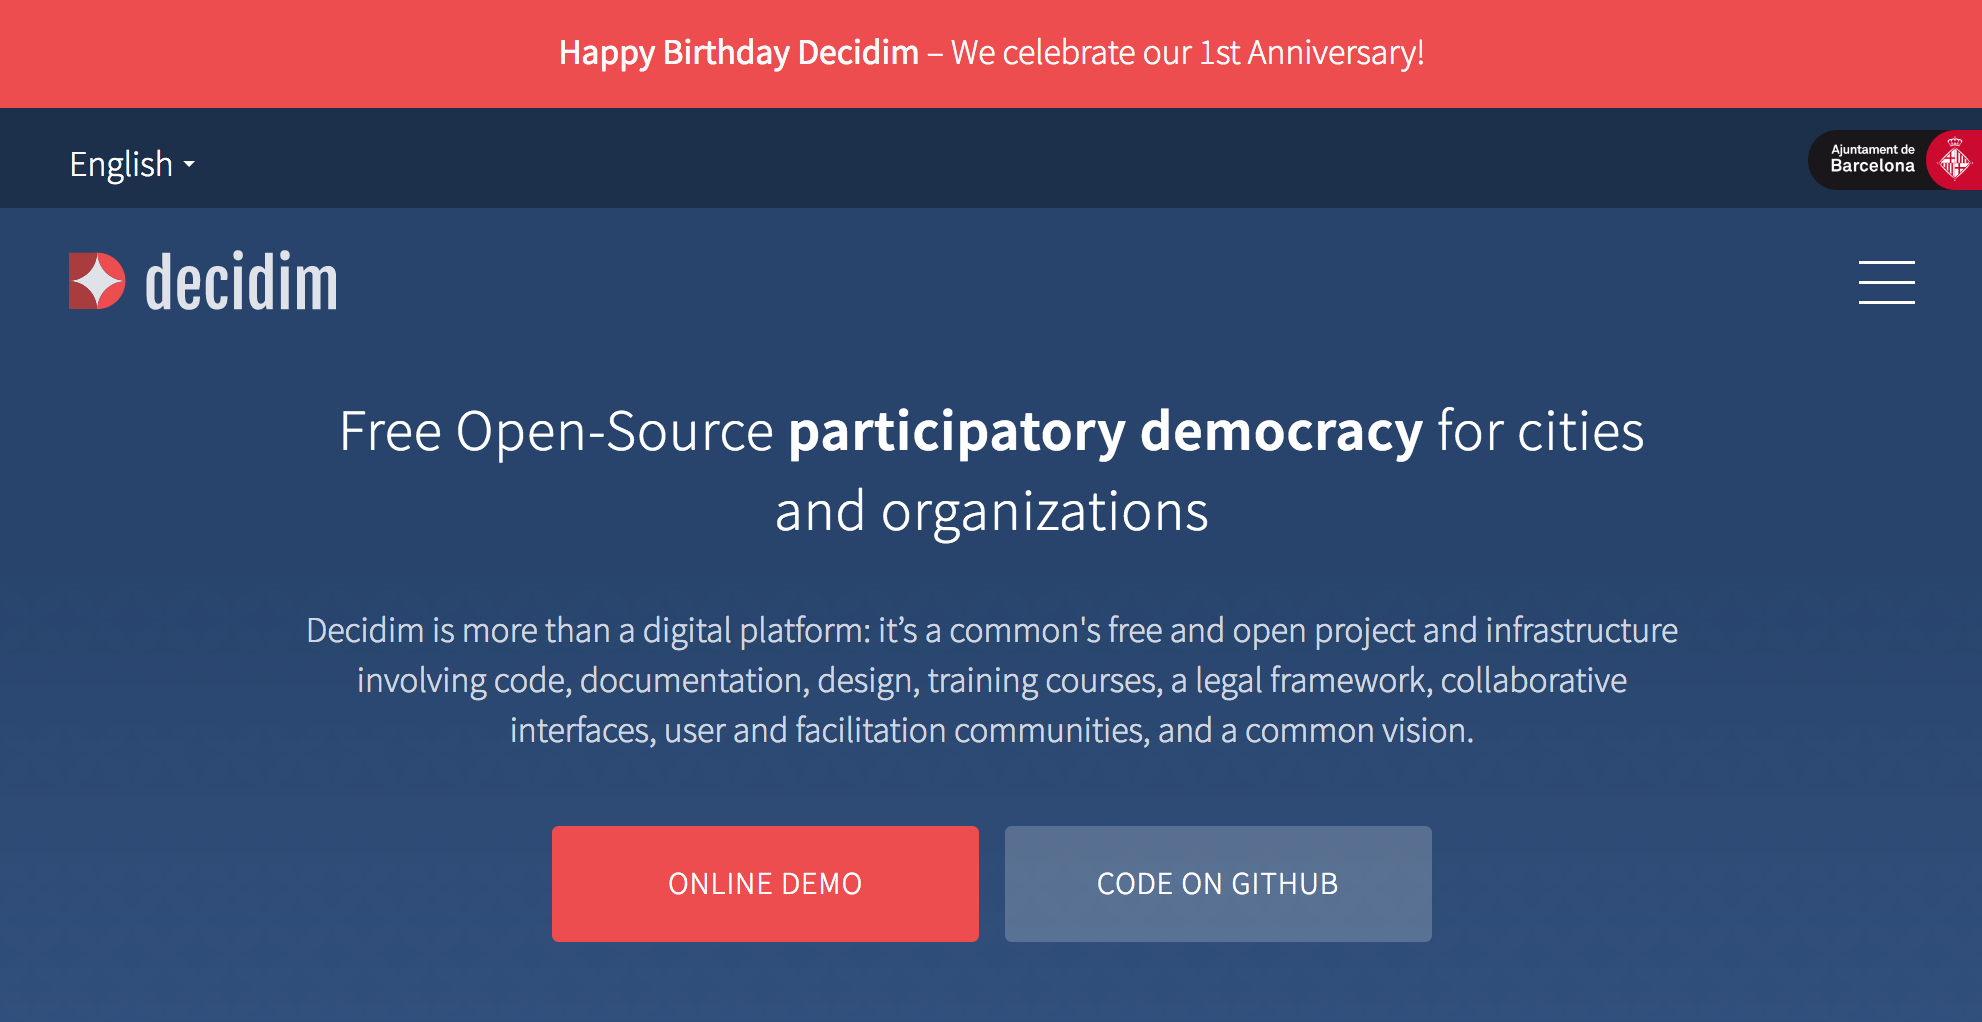 Happy Birthday Decidim – We celebrate our 1st Anniversary!
English
Ajuntament de
Barcelona
decidim
Free Open-Source participatory democracy for cities
and organizations
Decidim is more than a digital platform: it’s a common's free and open project and infrastructure
involving code, documentation, design, training courses, a legal framework, collaborative
interfaces, user and facilitation communities, and a common vision.
ONLINE DEMO
CODE ON GITHUB